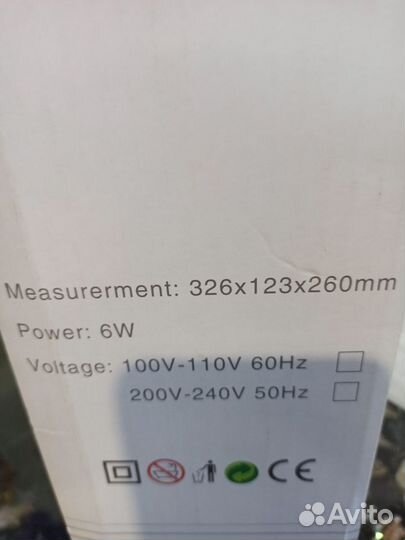 Measurerment: 326x123x260mm
Power: 6W
Voltage: 100V-110V 60Hz
200V-240V 50Hz
CE
Avito